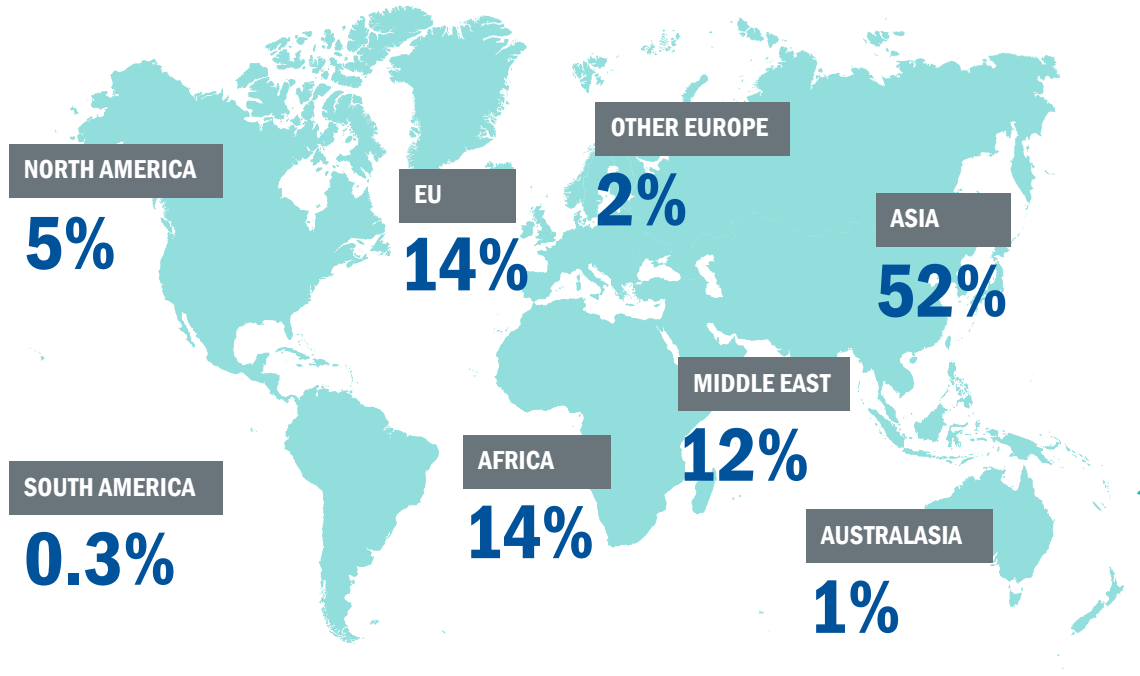 NORTH AMERICA
5%
EU
14%
OTHER EUROPE
2%
ASIA
52%
MIDDLE EAST
12%
AFRICA
14%
SOUTH AMERICA
0.3%
AUSTRALASIA
1%